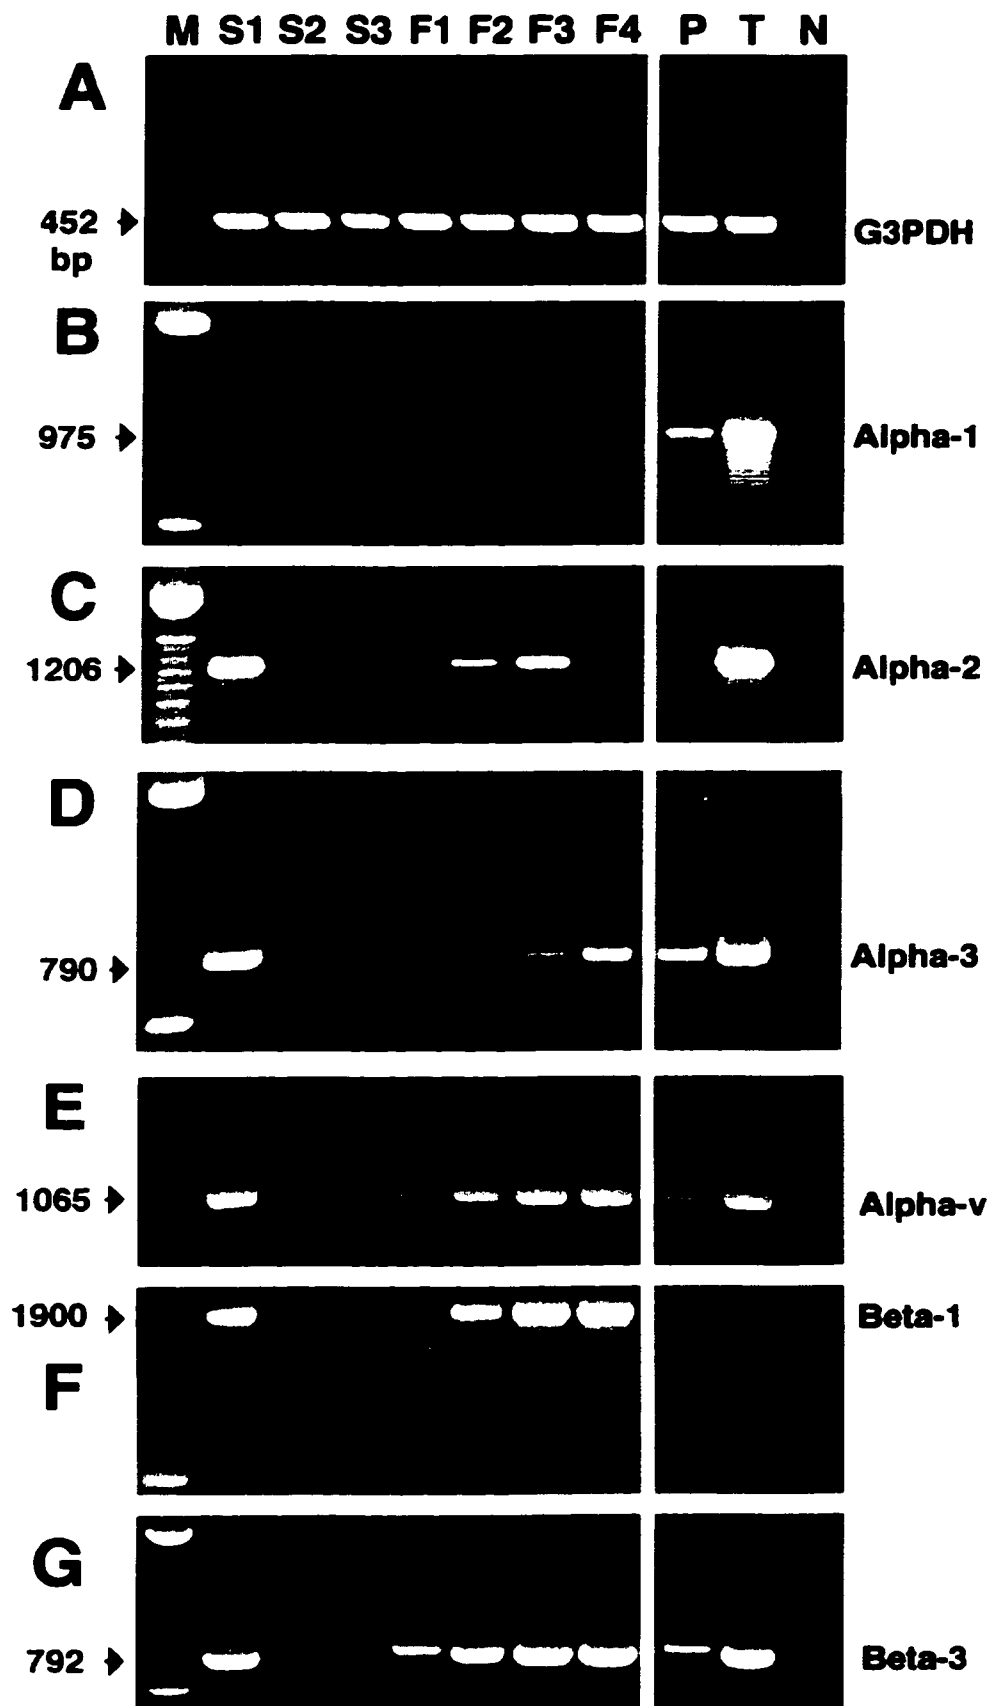 M S1 S2 S3 F1 F2 F3 F4 P T N
A
452 bp
G3PDH
B
975
Alpha-1
C
1206
Alpha-2
D
790
Alpha-3
E
1065
Alpha-v
1900
Beta-1
F
G
792
Beta-3